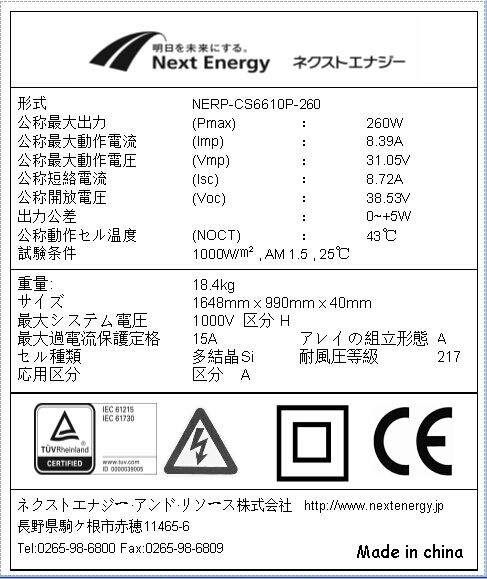 明日を未来にする。
Next Energy ネクストエナジー
形式 NERP-CS6610P-260
公称最大出力 (Pmax) : 260W
公称最大動作電流 (Imp) : 8.39A
公称最大動作電圧 (Vmp) : 31.05V
公称短絡電流 (Isc) : 8.72A
公称開放電圧 (Voc) : 38.53V
出力公差 : 0~+5W
公称動作セル温度 (NOCT) : 43℃
試験条件 1000W/㎡ , AM 1.5 , 25℃
重量: 18.4kg
サイズ 1648mm x 990mm x 40mm
最大システム電圧 1000V 区分 H
最大過電流保護定格 15A アレイの組立形態 A
セル種類 多結晶Si 耐風圧等級 217
応用区分 区分 A
TÜVRheinland
CERTIFIED
IEC 61215
IEC 61730
www.tuv.com
ID 0000039005
CE
ネクストエナジー・アンド・リソース株式会社 http://www.nextenergy.jp
長野県駒ケ根市赤穂11465-6
Tel:0265-98-6800 Fax:0265-98-6809
Made in china